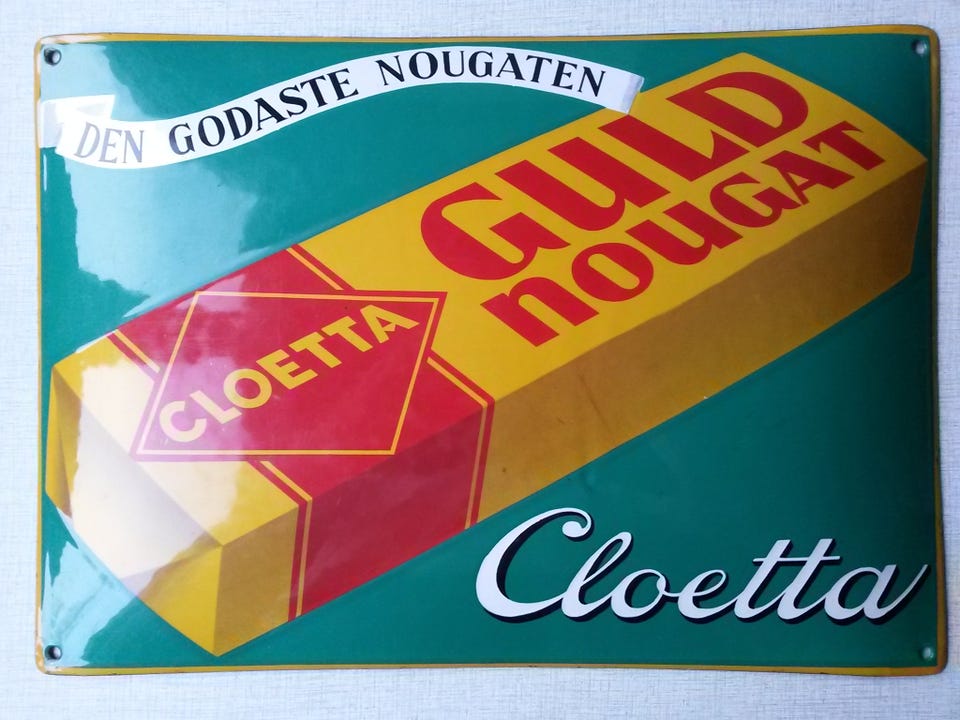 DEN GODASTE NOUGATEN
GULD
NOUGAT
CLOETTA
Cloetta